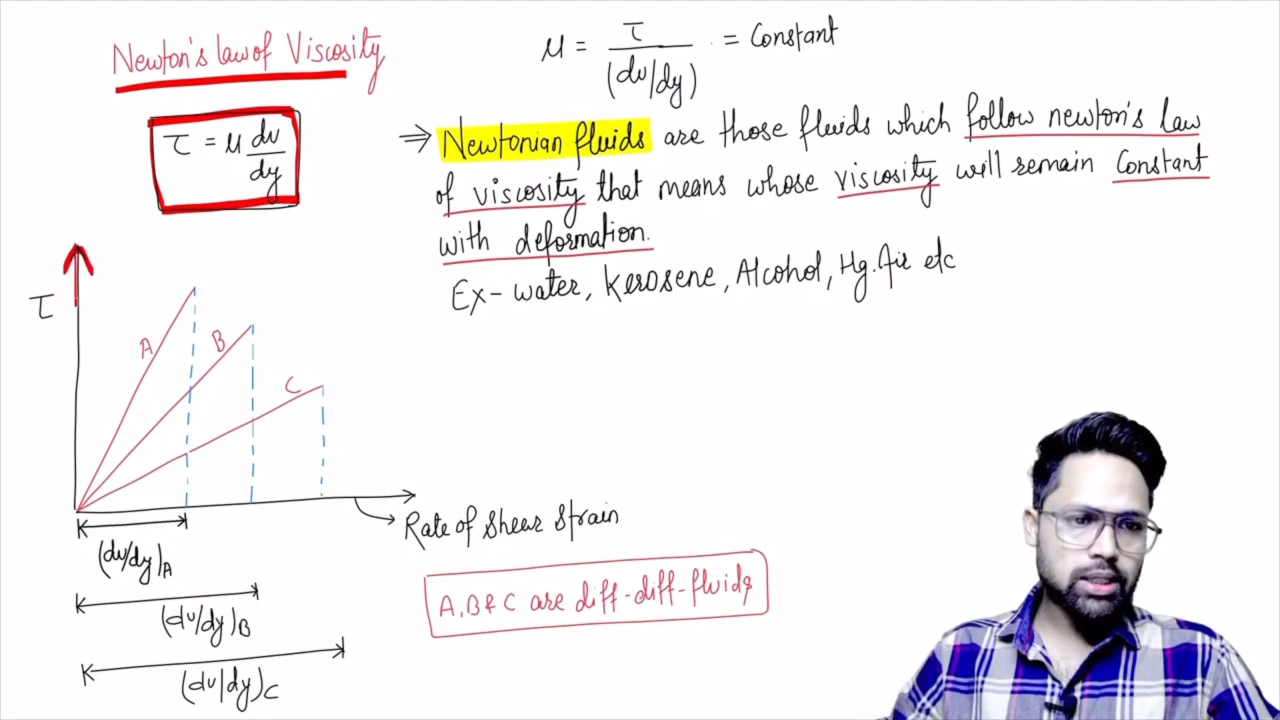 Newton's law of Viscosity
τ = μ du/dy
μ = τ/(du/dy) = Constant
⇒ Newtonian fluids are those fluids which follow newton's law
of viscosity that means whose viscosity will remain Constant
with deformation.
Ex- water, Kerosene, Alcohol, Hg. Air etc
τ
A
B
C
Rate of Shear Strain
(du/dy)A
(du/dy)B
(du/dy)C
A, B & C are diff-diff-fluids